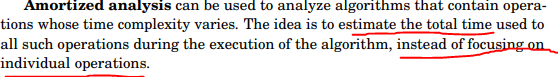 Amortized analysis can be used to analyze algorithms that contain opera-
tions whose time complexity varies. The idea is to estimate the total time used to
all such operations during the execution of the algorithm, instead of focusing on
individual operations.